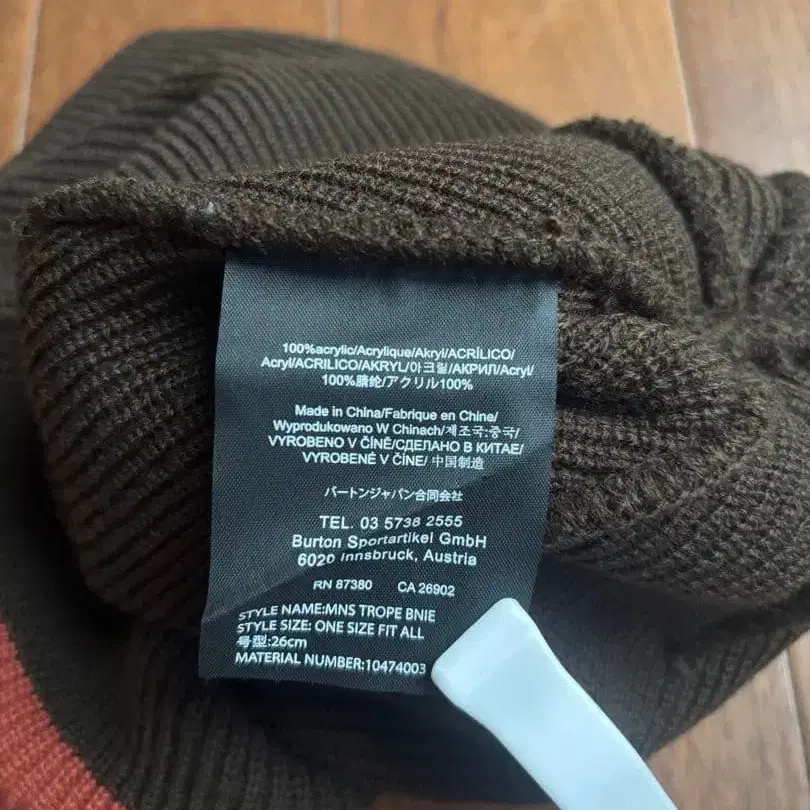 100%acrylic/Acrylique/Akryl/ACRÍLICO/
Acryl/ACRILICO/AKRYL/아크릴/АКРИЛ/Acryl/
100%腈纶/アクリル100%
Made in China/Fabrique en China/
Wyprodukowano W Chinach/제조국:중국/
VYROBENO V ČÍNĚ/СДЕЛАНО В КИТАЕ/
VYROBENÉ V ČÍNE/ 中国制造
バートンジャパン合同会社
TEL. 03 5738 2555
Burton Sportartikel GmbH
6020 Innsbruck, Austria
RN 87380 CA 26902
STYLE NAME:MNS TROPE BNIE
STYLE SIZE: ONE SIZE FIT ALL
号型:26cm
MATERIAL NUMBER:10474003